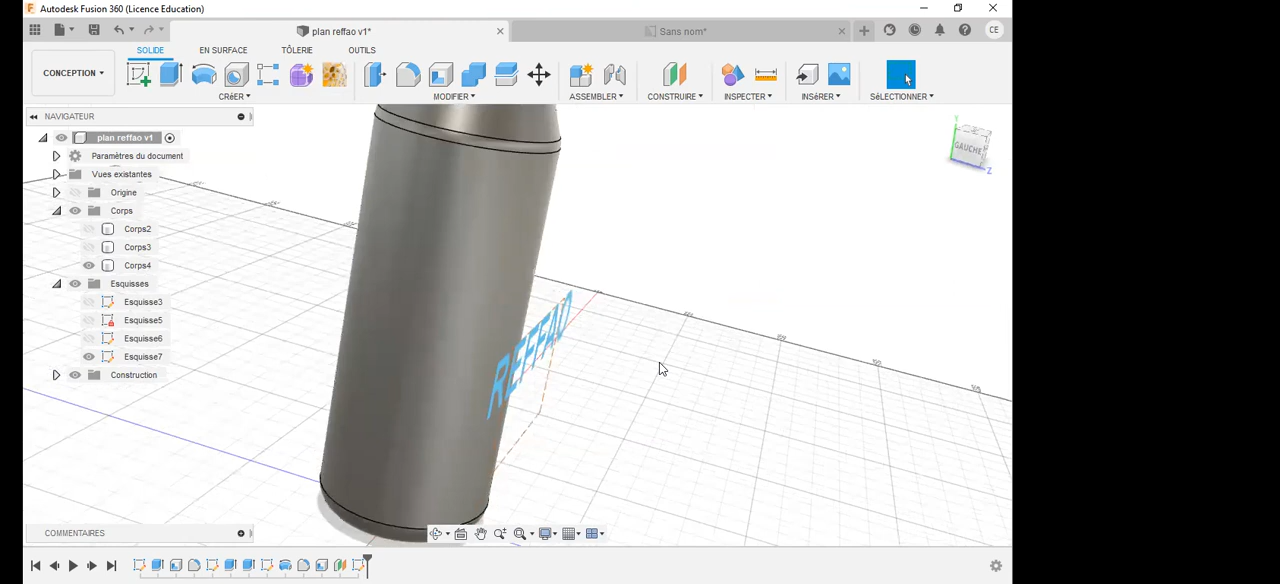 Autodesk Fusion 360 (Licence Education)
plan reffao v1*
Sans nom*
CE
SOLIDE EN SURFACE TÔLERIE OUTILS
CONCEPTION
CRÉER MODIFIER ASSEMBLER CONSTRUIRE INSPECTER INSÉRER SÉLECTIONNER
NAVIGATEUR
plan reffao v1
Paramètres du document
Vues existantes
Origine
Corps
Corps2
Corps3
Corps4
Esquisses
Esquisse3
Esquisse5
Esquisse6
Esquisse7
Construction
Y
GAUCHE
Z
REFFAO
COMMENTAIRES